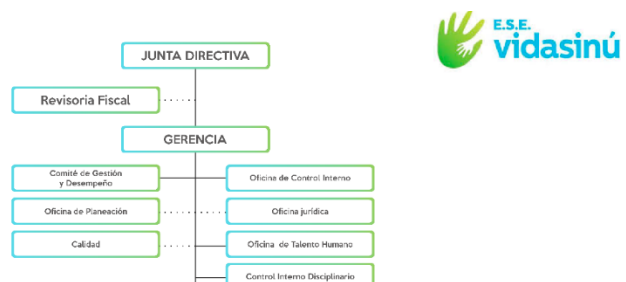 E.S.E.
vidasinú
JUNTA DIRECTIVA
Revisoria Fiscal
GERENCIA
Comité de Gestión
y Desempeño
Oficina de Control Interno
Oficina de Planeación
Oficina jurídica
Calidad
Oficina de Talento Humano
Control Interno Disciplinario